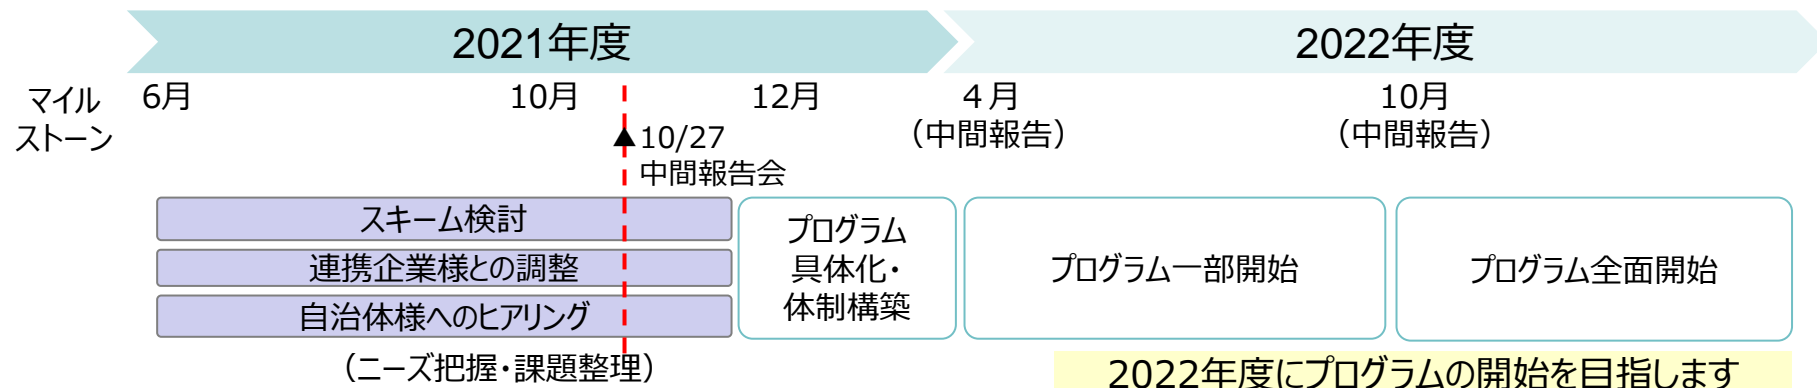 2021年度
2022年度
マイル
ストーン
6月
10月
12月
４月
（中間報告）
10月
（中間報告）
▲10/27
中間報告会
スキーム検討
連携企業様との調整
自治体様へのヒアリング
（ニーズ把握・課題整理）
プログラム
具体化・
体制構築
プログラム一部開始
プログラム全面開始
2022年度にプログラムの開始を目指します